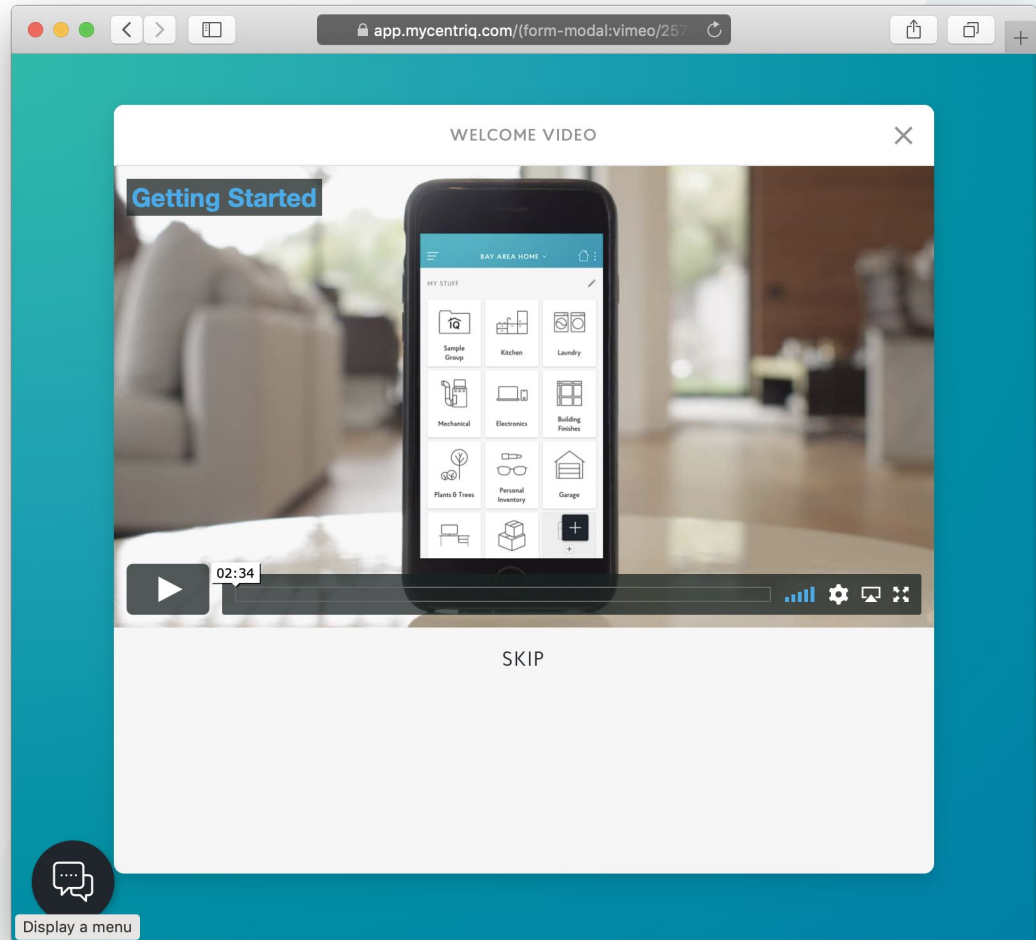 app.mycentriq.com/(form-modal:vimeo/257
WELCOME VIDEO
Getting Started
BAY AREA HOME
MY STUFF
Sample
Group
Kitchen
Laundry
Mechanical
Electronics
Building
Finishes
Plants & Trees
Personal
Inventory
Garage
02:34
SKIP
Display a menu